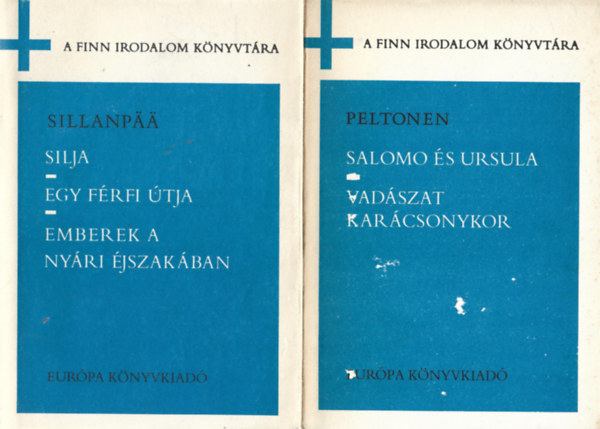 A FINN IRODALOM KÖNYVTÁRA
SILLANPÄÄ
SILJA
EGY FÉRFI ÚTJA
EMBEREK A
NYÁRI ÉJSZAKÁBAN
EURÓPA KÖNYVKIADÓ
A FINN IRODALOM KÖNYVTÁRA
PELTONEN
SALOMO ÉS URSULA
VADÁSZAT
KARÁCSONYKOR
EURÓPA KÖNYVKIADÓ